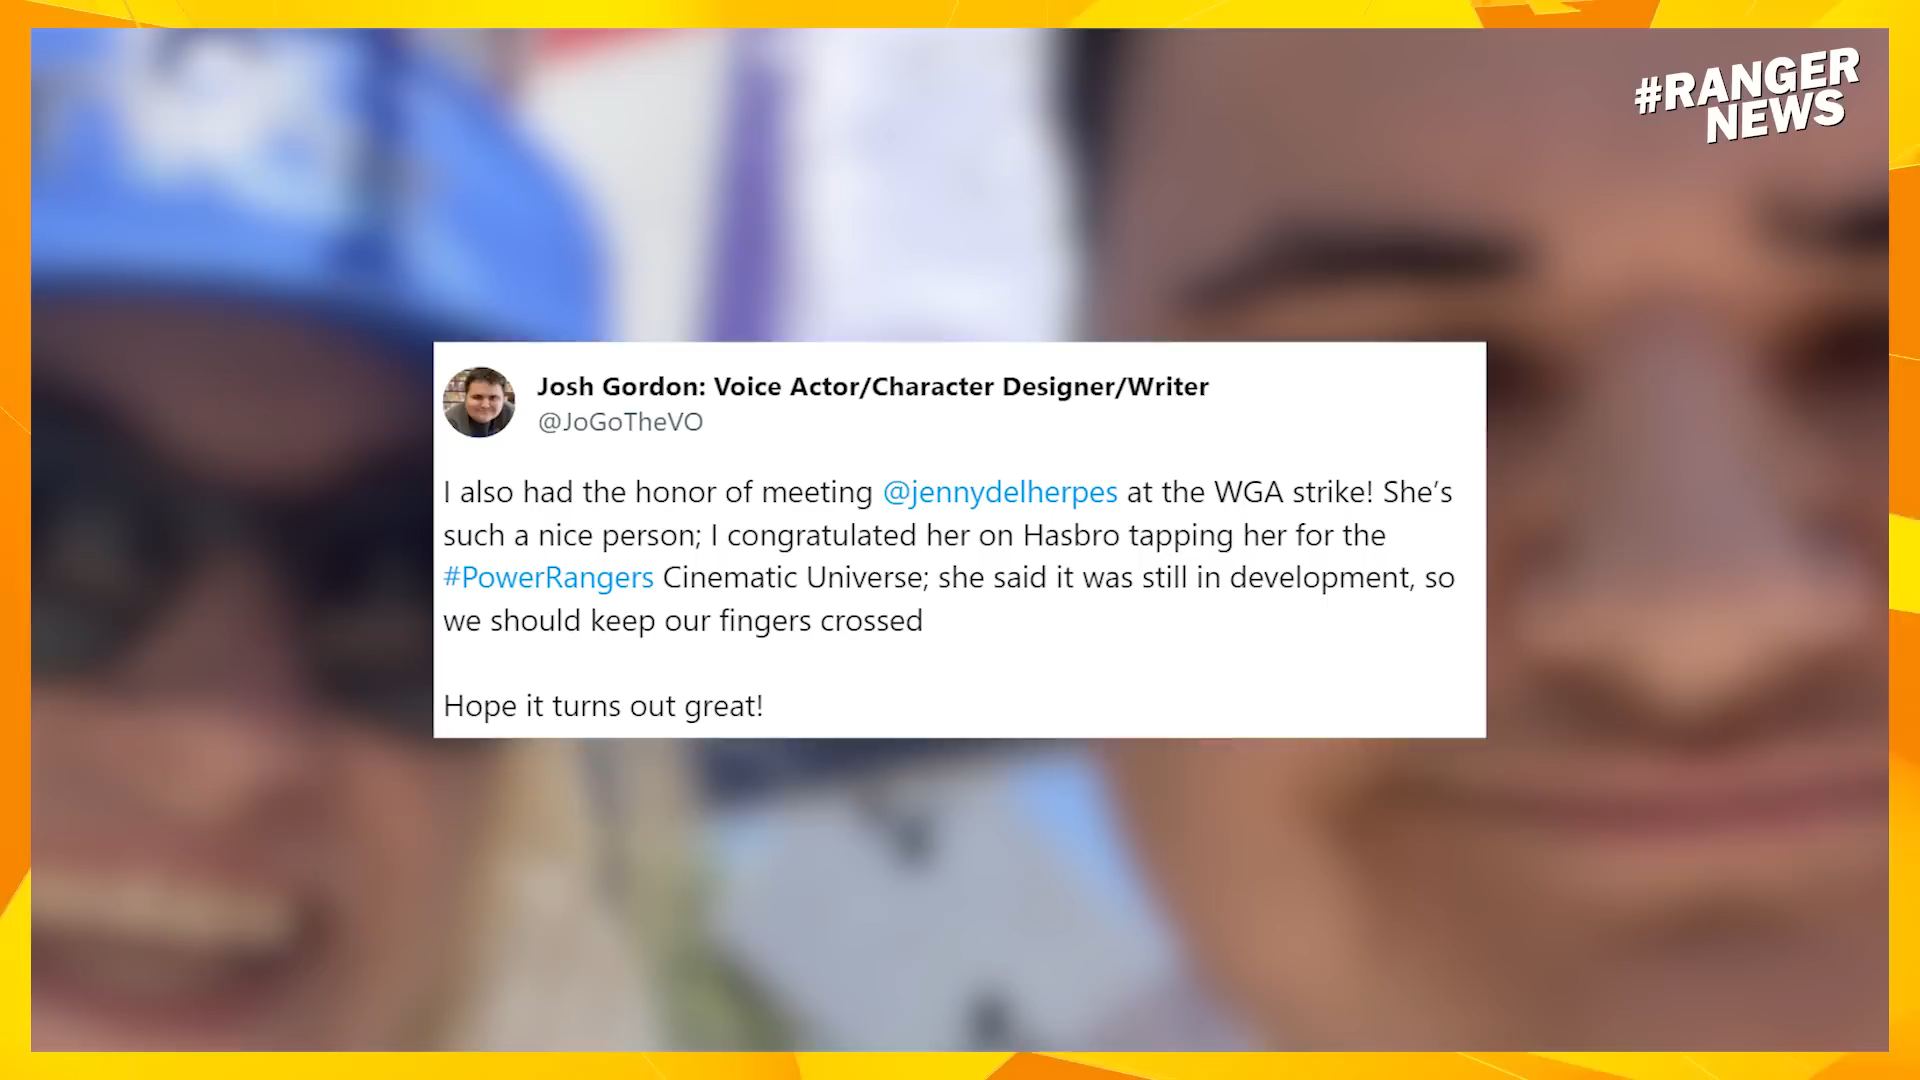 #RANGER
NEWS
Josh Gordon: Voice Actor/Character Designer/Writer
@JoGoTheVO
I also had the honor of meeting @jennydelherpes at the WGA strike! She’s
such a nice person; I congratulated her on Hasbro tapping her for the
#PowerRangers Cinematic Universe; she said it was still in development, so
we should keep our fingers crossed
Hope it turns out great!